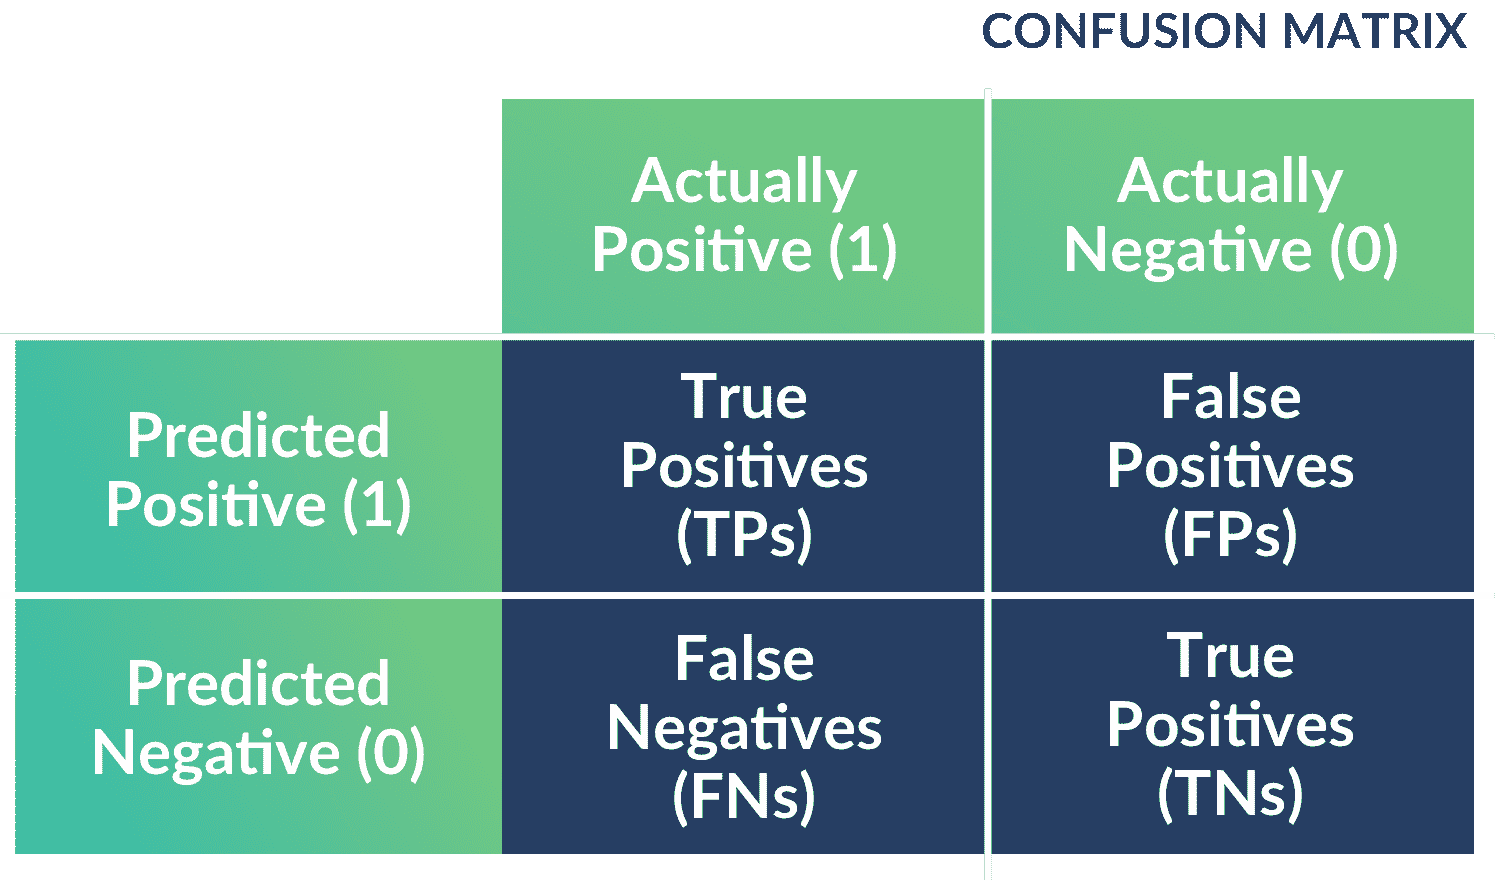 CONFUSION MATRIX
Actually
Positive (1)
Actually
Negative (0)
Predicted
Positive (1)
True
Positives
(TPs)
False
Positives
(FPs)
Predicted
Negative (0)
False
Negatives
(FNs)
True
Positives
(TNs)